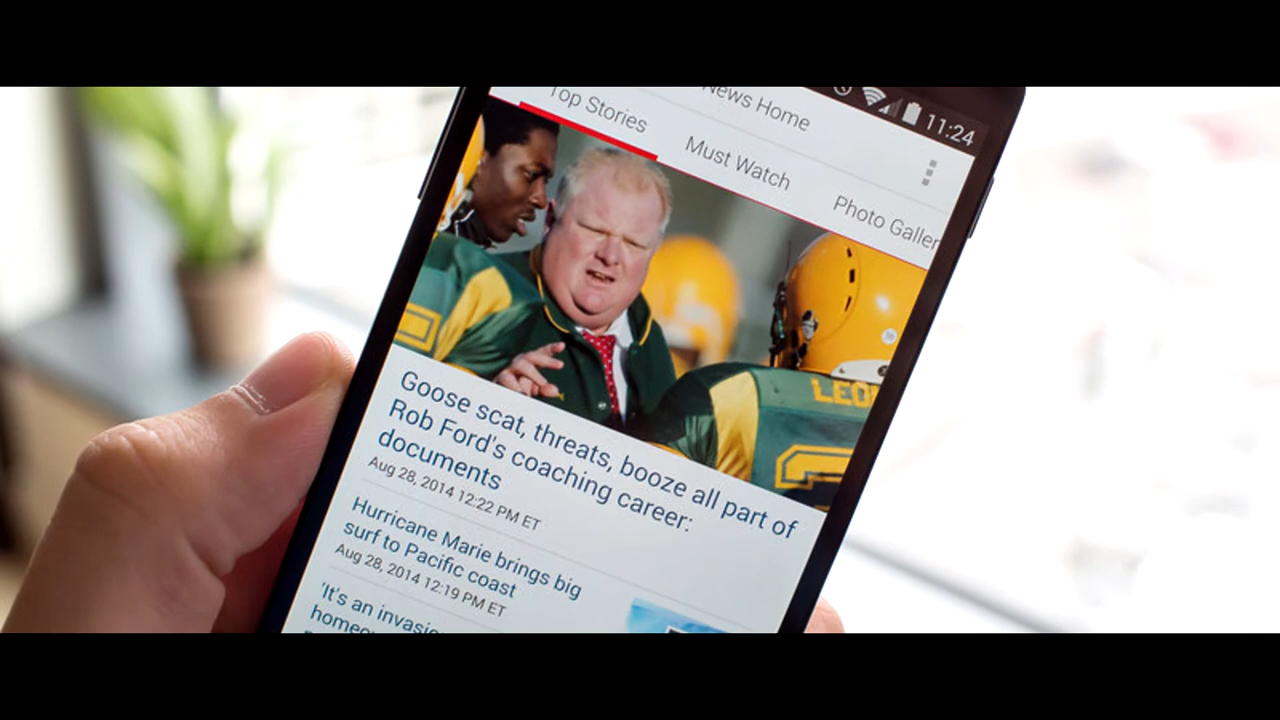 11:24
News Home
Top Stories
Must Watch
Photo Galler
LEO
Goose scat, threats, booze all part of
Rob Ford's coaching career:
documents
Aug 28, 2014 12:22 PM ET
Hurricane Marie brings big
surf to Pacific coast
Aug 28, 2014 12:19 PM ET
'It's an invasi
homeo